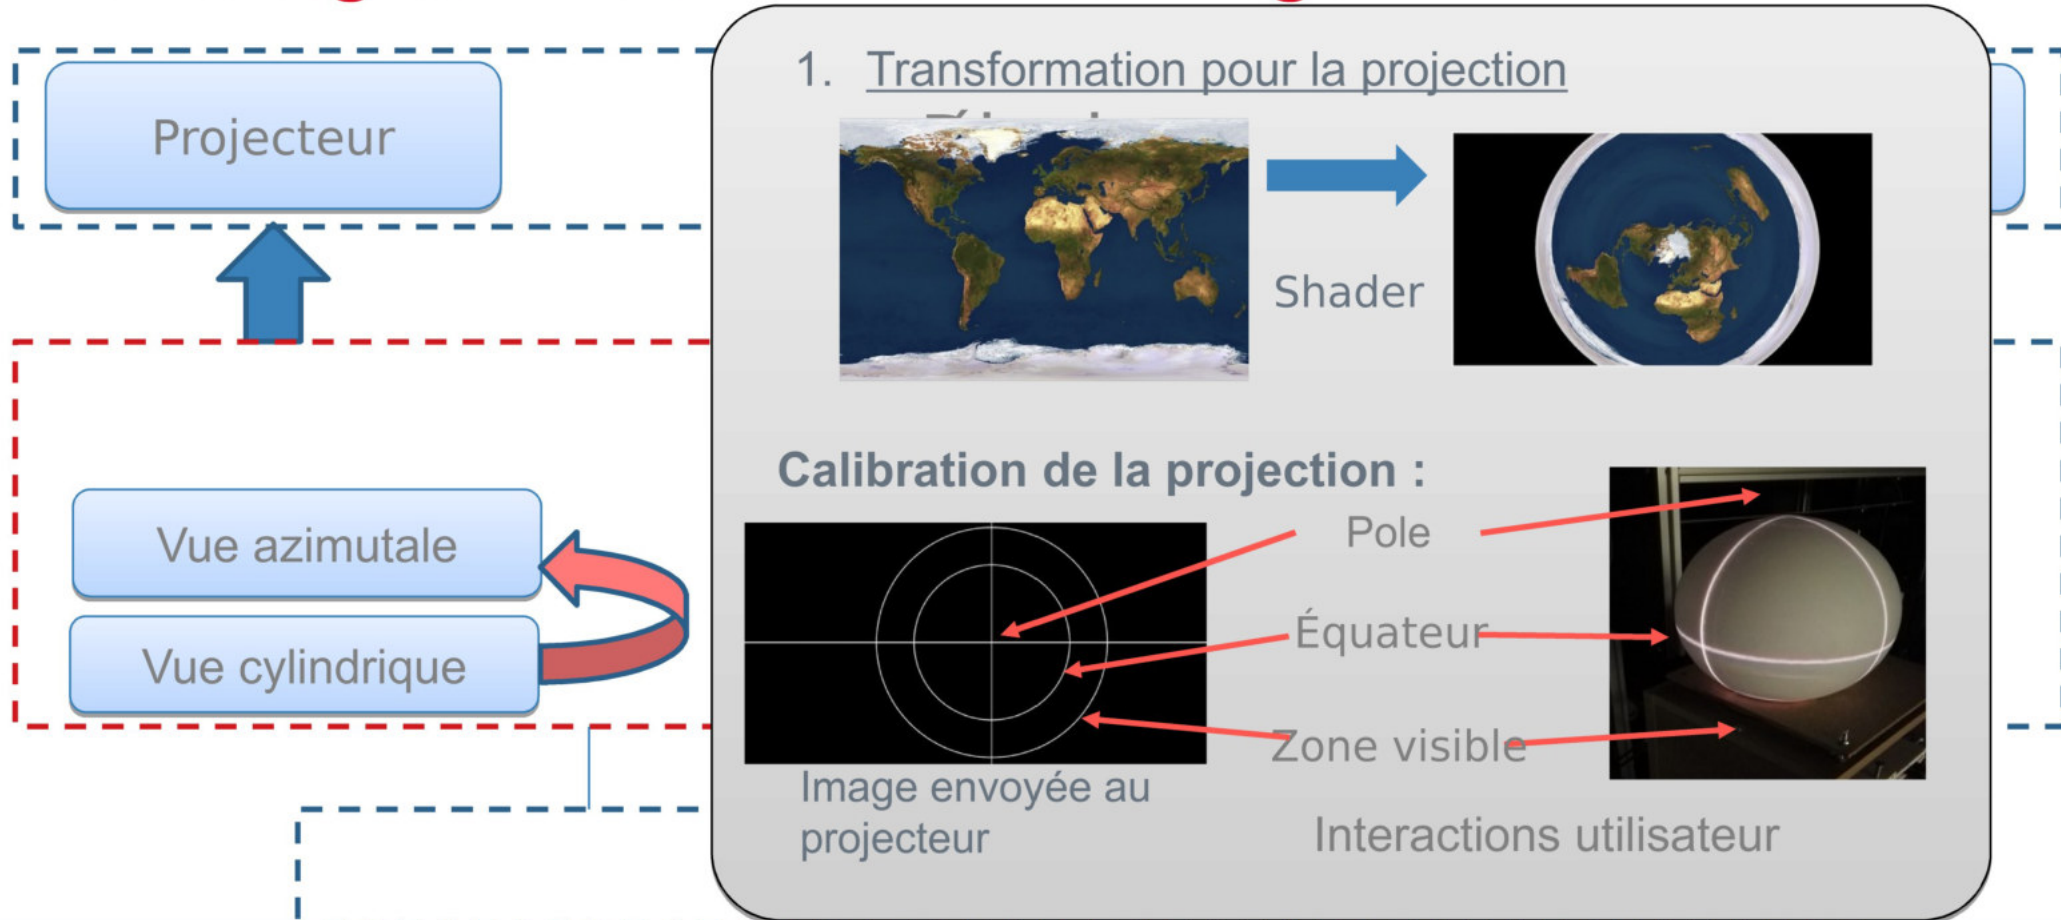 1. Transformation pour la projection
Projecteur
Shader
Calibration de la projection :
Pole
Vue azimutale
Équateur
Vue cylindrique
Zone visible
Image envoyée au
projecteur
Interactions utilisateur